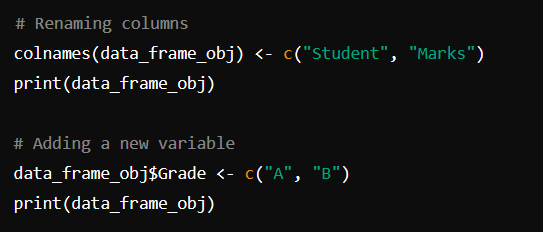 # Renaming columns
colnames(data_frame_obj) <- c("Student", "Marks")
print(data_frame_obj)
# Adding a new variable
data_frame_obj$Grade <- c("A", "B")
print(data_frame_obj)